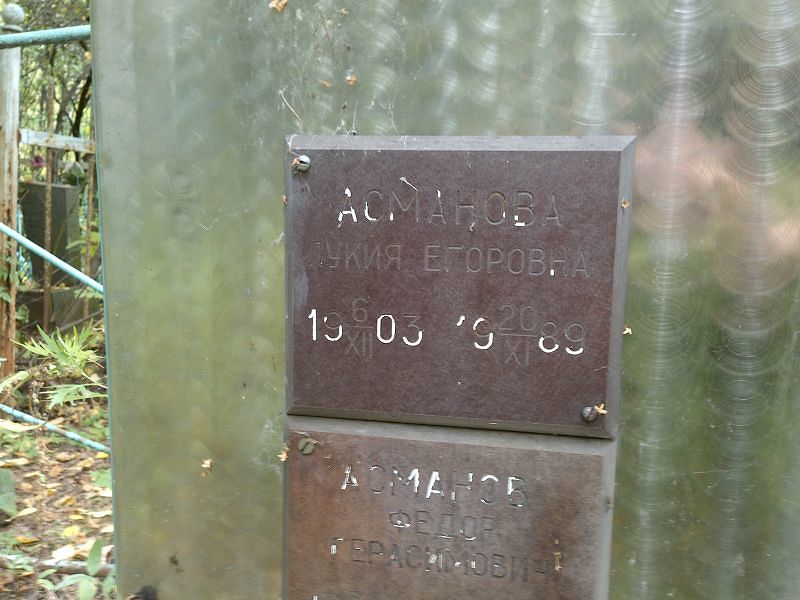 АСМАНОВА
ЛУКИЯ ЕГОРОВНА
19 6/XII 03 19 20/XI 89
АСМАНОВ
ФЕДОР
ГЕРАСИМОВИЧ